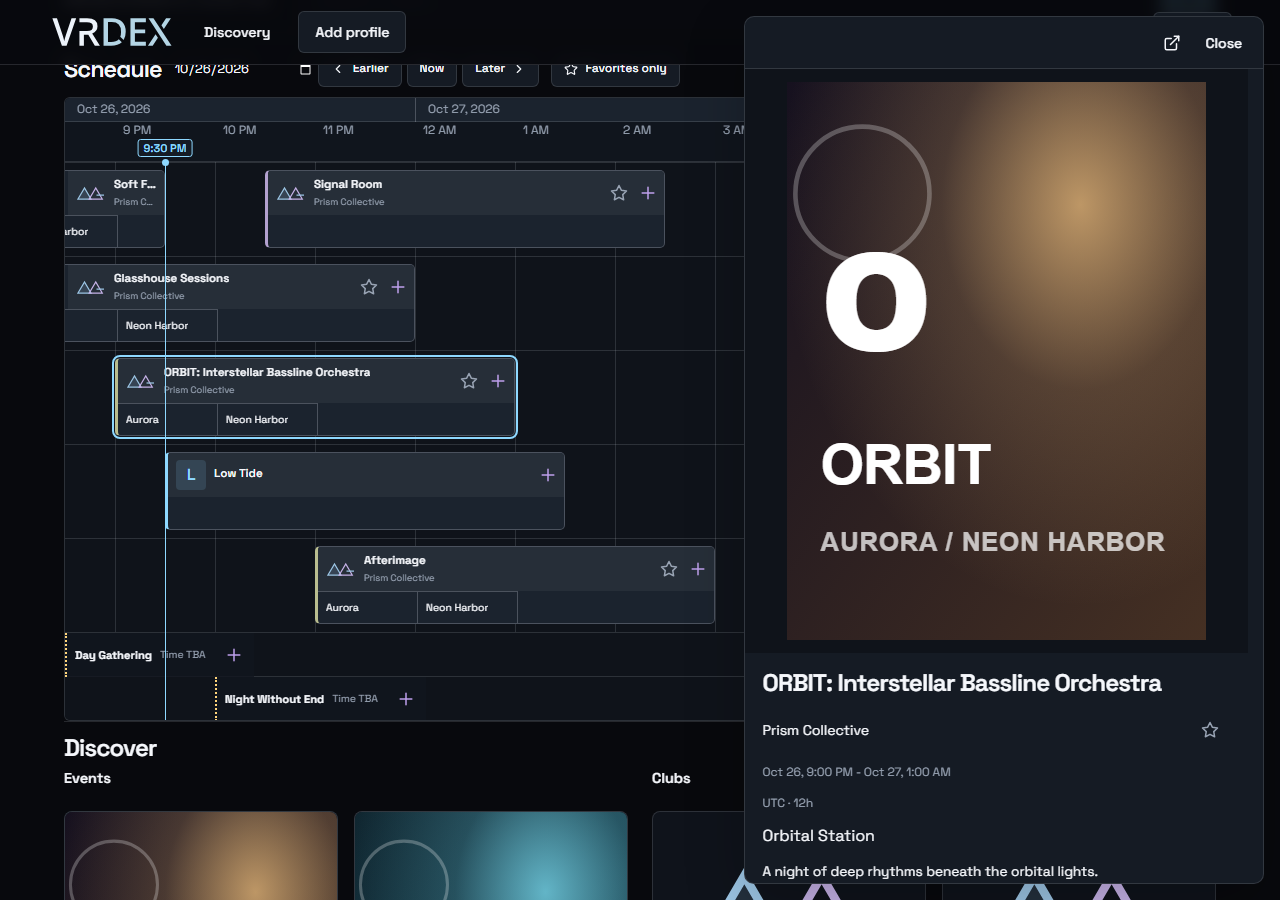 VRDEX Discovery Add profile
Schedule 10/26/2026 Earlier Now Later Favorites only
Oct 26, 2026 Oct 27, 2026
9 PM 10 PM 11 PM 12 AM 1 AM 2 AM
9:30 PM
Soft F...
Prism C...
Signal Room
Prism Collective
Glasshouse Sessions
Prism Collective
Neon Harbor
ORBIT: Interstellar Bassline Orchestra
Prism Collective
Aurora Neon Harbor
L Low Tide
Afterimage
Prism Collective
Aurora Neon Harbor
Day Gathering Time TBA
Night Without End Time TBA
Discover
Events Clubs
Close
O
ORBIT
AURORA / NEON HARBOR
ORBIT: Interstellar Bassline Orchestra
Prism Collective
Oct 26, 9:00 PM - Oct 27, 1:00 AM
UTC · 12h
Orbital Station
A night of deep rhythms beneath the orbital lights.